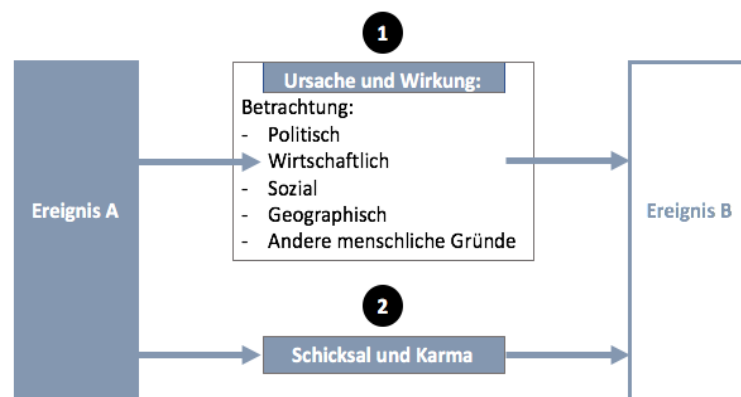 1
Ursache und Wirkung:
Betrachtung:
- Politisch
- Wirtschaftlich
- Sozial
- Geographisch
- Andere menschliche Gründe
Ereignis A
Ereignis B
2
Schicksal und Karma